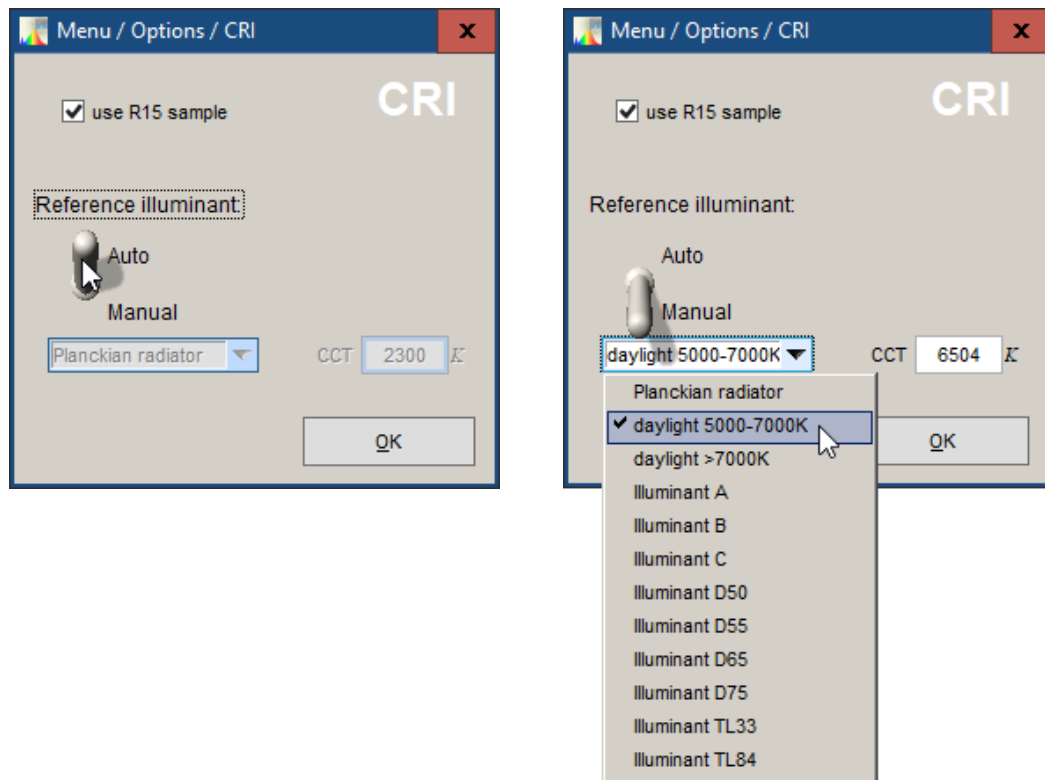 Menu / Options / CRI x
use R15 sample CRI
Reference illuminant:
Auto
Manual
Planckian radiator CCT 2300 K
OK
Menu / Options / CRI x
use R15 sample CRI
Reference illuminant:
Auto
Manual
daylight 5000-7000K CCT 6504 K
OK
Planckian radiator
daylight 5000-7000K
daylight >7000K
Illuminant A
Illuminant B
Illuminant C
Illuminant D50
Illuminant D55
Illuminant D65
Illuminant D75
Illuminant TL33
Illuminant TL84